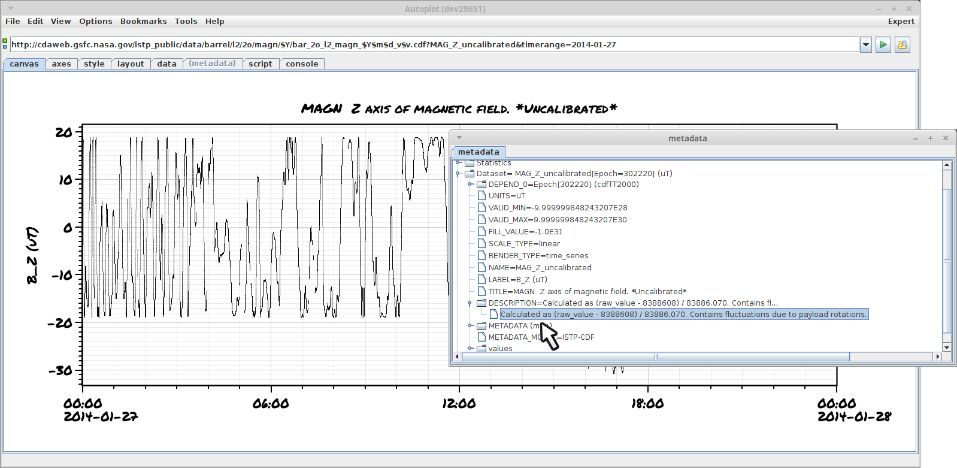 Autoplot (dev20651)
File Edit View Options Bookmarks Tools Help Expert
http://cdaweb.gsfc.nasa.gov/istp_public/data/barrel/l2/2o/magn/$Y/bar_2o_l2_magn_$Y$m$d_v$v.cdf?MAG_Z_uncalibrated&timerange=2014-01-27
canvas axes style layout data (metadata) script console
MAGN Z axis of magnetic field. *Uncalibrated*
B_Z (uT)
20
10
0
-10
-20
-30
00:00 06:00 12:00 18:00 00:00
2014-01-27 2014-01-28
metadata
metadata
Statistics
Dataset= MAG_Z_uncalibrated[Epoch=302220] (uT)
DEPEND_0=Epoch[302220] (cdfTT2000)
UNITS=uT
VALID_MIN=-9.999999848243207E28
VALID_MAX=9.999999848243207E30
FILL_VALUE=-1.0E31
SCALE_TYPE=linear
RENDER_TYPE=time_series
NAME=MAG_Z_uncalibrated
LABEL=B_Z (uT)
TITLE=MAGN Z axis of magnetic field. *Uncalibrated*
DESCRIPTION=Calculated as (raw_value - 8388608) / 83886.070. Contains fl...
Calculated as (raw_value - 8388608) / 83886.070. Contains fluctuations due to payload rotations.
METADATA
=ISTP-CDF
values